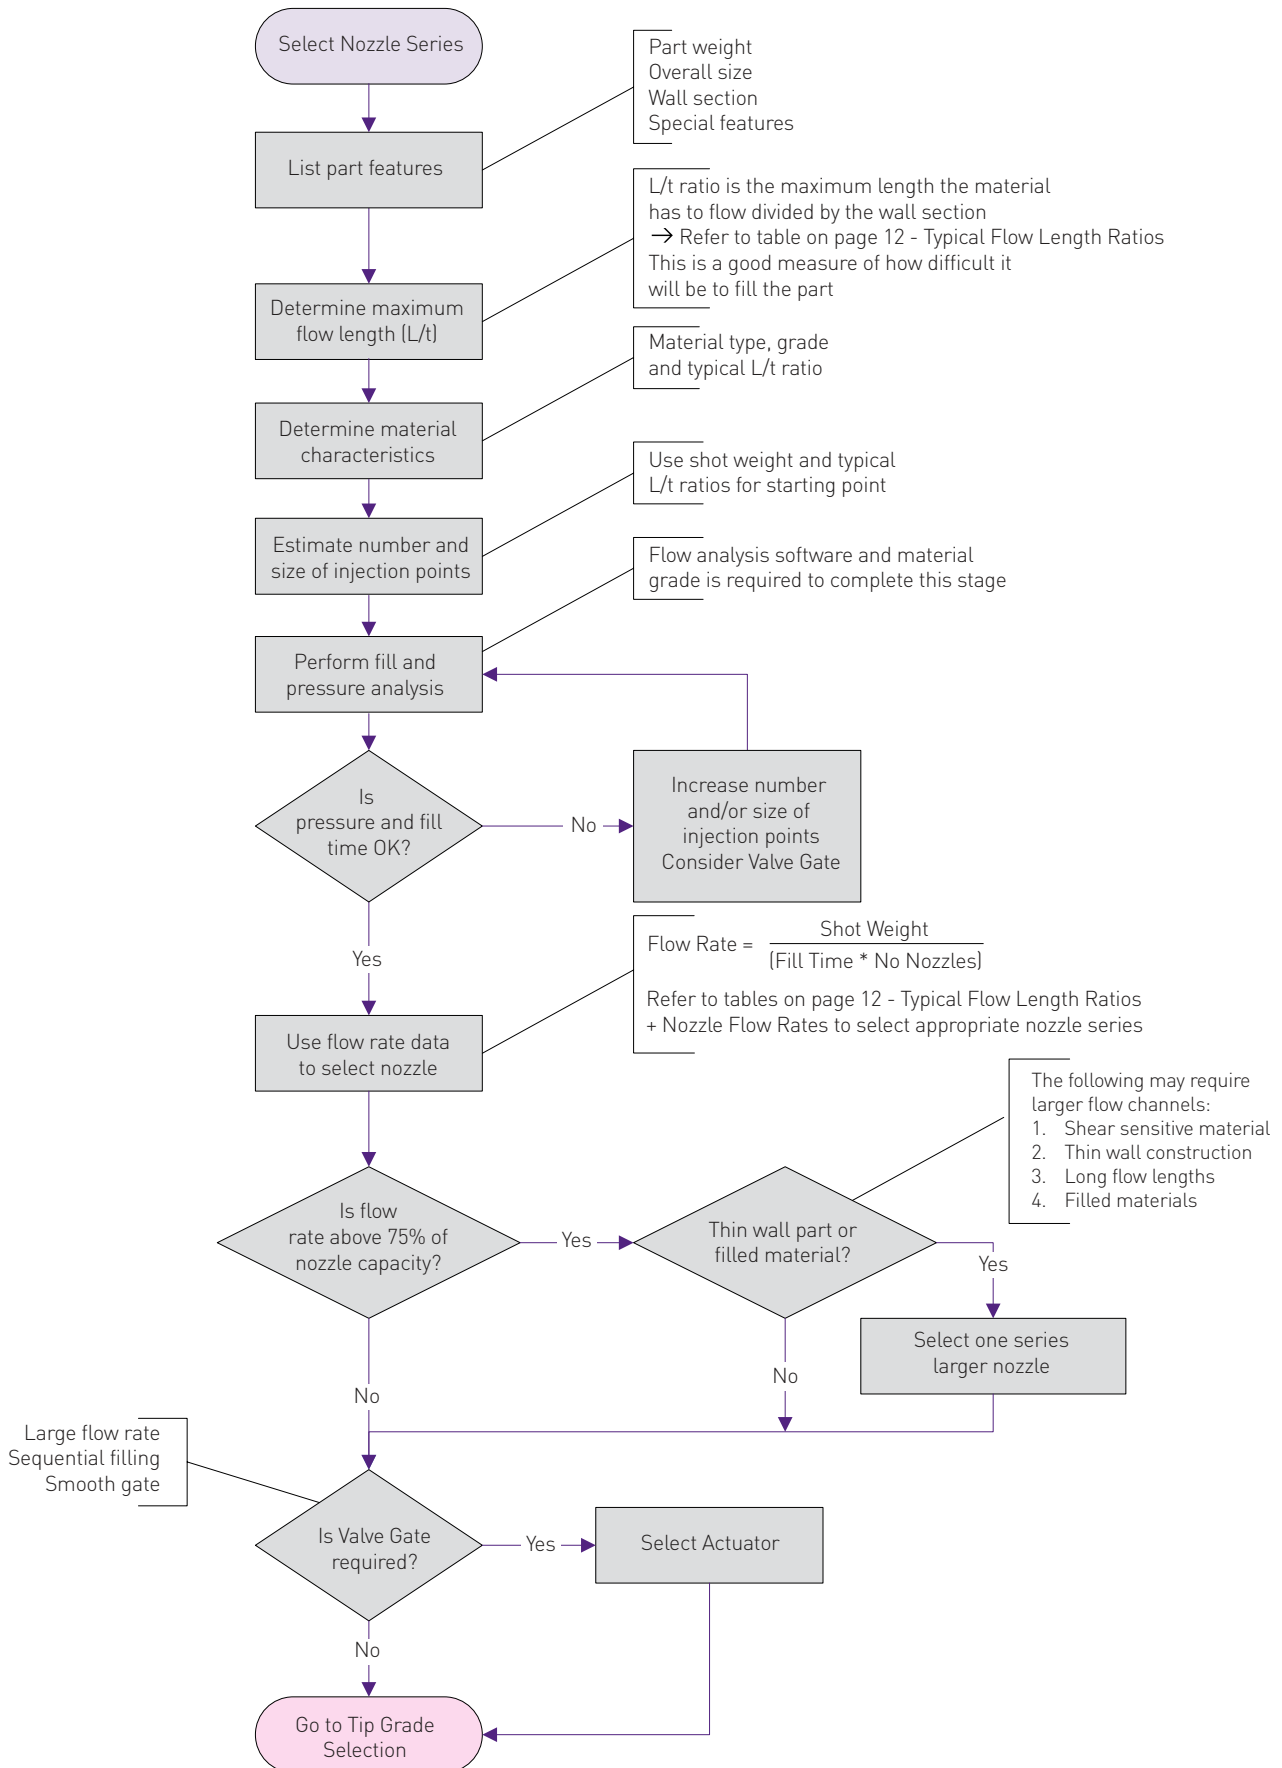 Select Nozzle Series
Part weight
Overall size
Wall section
Special features
List part features
L/t ratio is the maximum length the material
has to flow divided by the wall section
→ Refer to table on page 12 - Typical Flow Length Ratios
This is a good measure of how difficult it
will be to fill the part
Determine maximum
flow length (L/t)
Material type, grade
and typical L/t ratio
Determine material
characteristics
Use shot weight and typical
L/t ratios for starting point
Estimate number and
size of injection points
Flow analysis software and material
grade is required to complete this stage
Perform fill and
pressure analysis
Is
pressure and fill
time OK?
No
Increase number
and/or size of
injection points
Consider Valve Gate
Yes
Flow Rate = Shot Weight
(Fill Time * No Nozzles)
Refer to tables on page 12 - Typical Flow Length Ratios
+ Nozzle Flow Rates to select appropriate nozzle series
Use flow rate data
to select nozzle
The following may require
larger flow channels:
1. Shear sensitive material
2. Thin wall construction
3. Long flow lengths
4. Filled materials
Is flow
rate above 75% of
nozzle capacity?
Yes
Thin wall part or
filled material?
Yes
Select one series
larger nozzle
No
No
Large flow rate
Sequential filling
Smooth gate
Is Valve Gate
required?
Yes
Select Actuator
No
Go to Tip Grade
Selection